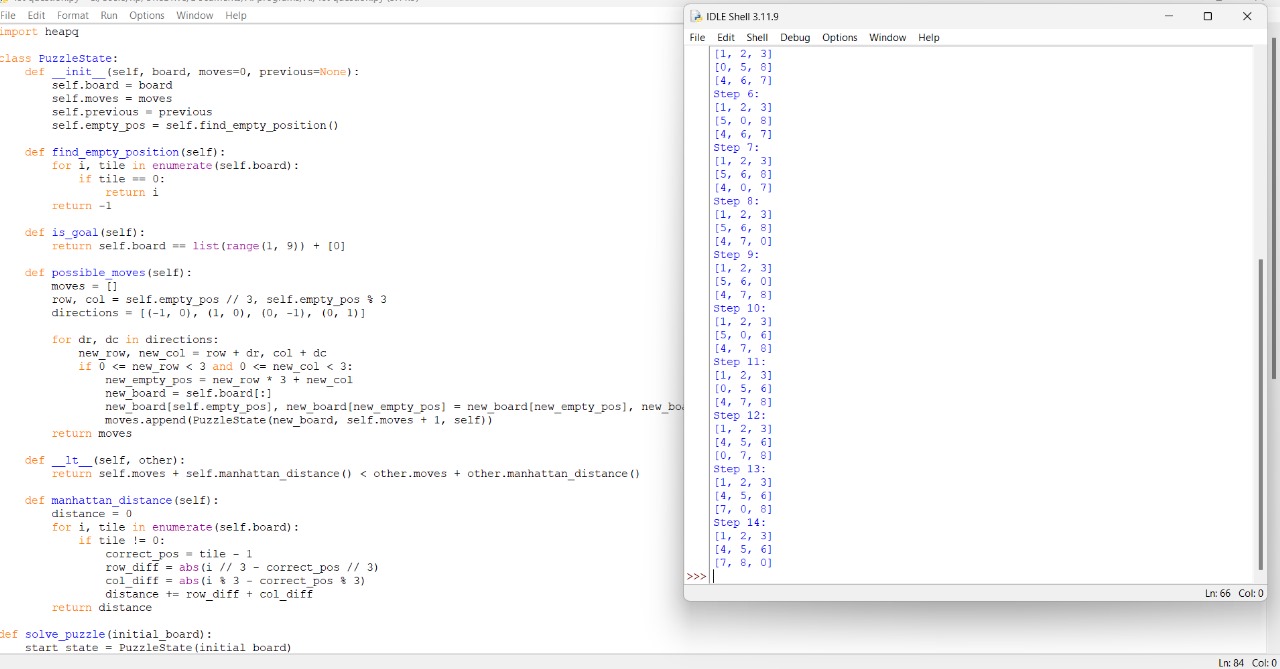 File Edit Format Run Options Window Help
import heapq
class PuzzleState:
    def __init__(self, board, moves=0, previous=None):
        self.board = board
        self.moves = moves
        self.previous = previous
        self.empty_pos = self.find_empty_position()
    def find_empty_position(self):
        for i, tile in enumerate(self.board):
            if tile == 0:
                return i
        return -1
    def is_goal(self):
        return self.board == list(range(1, 9)) + [0]
    def possible_moves(self):
        moves = []
        row, col = self.empty_pos // 3, self.empty_pos % 3
        directions = [(-1, 0), (1, 0), (0, -1), (0, 1)]
        for dr, dc in directions:
            new_row, new_col = row + dr, col + dc
            if 0 <= new_row < 3 and 0 <= new_col < 3:
                new_empty_pos = new_row * 3 + new_col
                new_board = self.board[:]
                new_board[self.empty_pos], new_board[new_empty_pos] = new_board[new_empty_pos], new_boa
                moves.append(PuzzleState(new_board, self.moves + 1, self))
        return moves
    def __lt__(self, other):
        return self.moves + self.manhattan_distance() < other.moves + other.manhattan_distance()
    def manhattan_distance(self):
        distance = 0
        for i, tile in enumerate(self.board):
            if tile != 0:
                correct_pos = tile - 1
                row_diff = abs(i // 3 - correct_pos // 3)
                col_diff = abs(i % 3 - correct_pos % 3)
                distance += row_diff + col_diff
        return distance
def solve_puzzle(initial_board):
    start_state = PuzzleState(initial_board)
Ln: 84 Col: 0
IDLE Shell 3.11.9
File Edit Shell Debug Options Window Help
[1, 2, 3]
[0, 5, 8]
[4, 6, 7]
Step 6:
[1, 2, 3]
[5, 0, 8]
[4, 6, 7]
Step 7:
[1, 2, 3]
[5, 6, 8]
[4, 0, 7]
Step 8:
[1, 2, 3]
[5, 6, 8]
[4, 7, 0]
Step 9:
[1, 2, 3]
[5, 6, 0]
[4, 7, 8]
Step 10:
[1, 2, 3]
[5, 0, 6]
[4, 7, 8]
Step 11:
[1, 2, 3]
[0, 5, 6]
[4, 7, 8]
Step 12:
[1, 2, 3]
[4, 5, 6]
[0, 7, 8]
Step 13:
[1, 2, 3]
[4, 5, 6]
[7, 0, 8]
Step 14:
[1, 2, 3]
[4, 5, 6]
[7, 8, 0]
>>>
Ln: 66 Col: 0